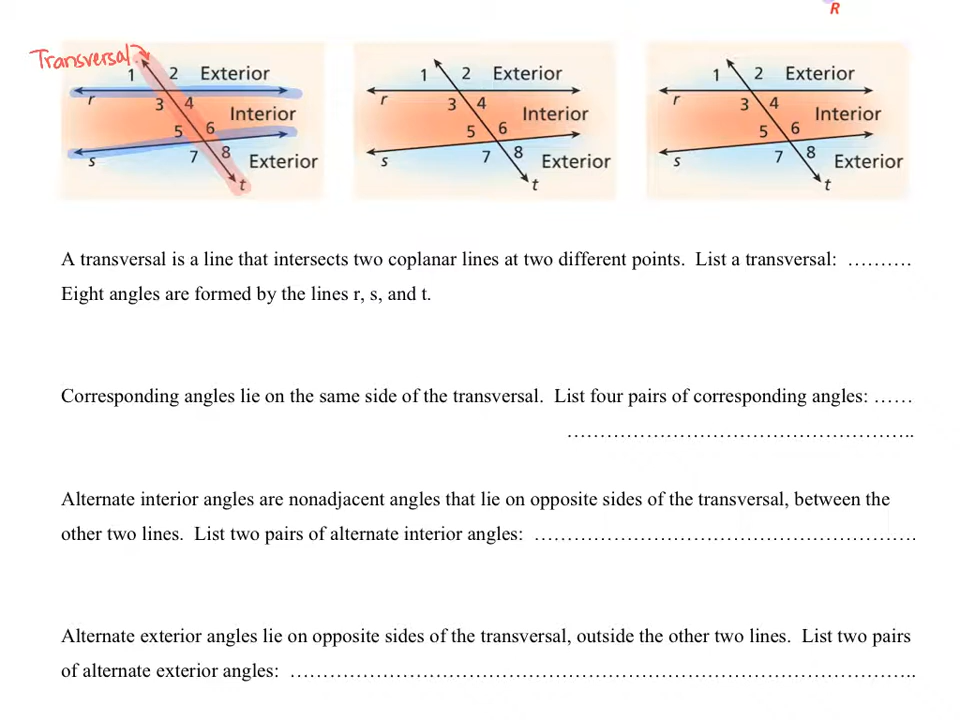 R
Transversal
1 2 Exterior
r 3 4
Interior
5 6
s 7 8 Exterior
t
1 2 Exterior
r 3 4
Interior
5 6
s 7 8 Exterior
t
1 2 Exterior
r 3 4
Interior
5 6
s 7 8 Exterior
t
A transversal is a line that intersects two coplanar lines at two different points.  List a transversal:  ……….
Eight angles are formed by the lines r, s, and t.
Corresponding angles lie on the same side of the transversal.  List four pairs of corresponding angles: ……
……………………………………………..
Alternate interior angles are nonadjacent angles that lie on opposite sides of the transversal, between the
other two lines.  List two pairs of alternate interior angles:  ………………………………………………….
Alternate exterior angles lie on opposite sides of the transversal, outside the other two lines.  List two pairs
of alternate exterior angles:  …………………………………………………………………………………..